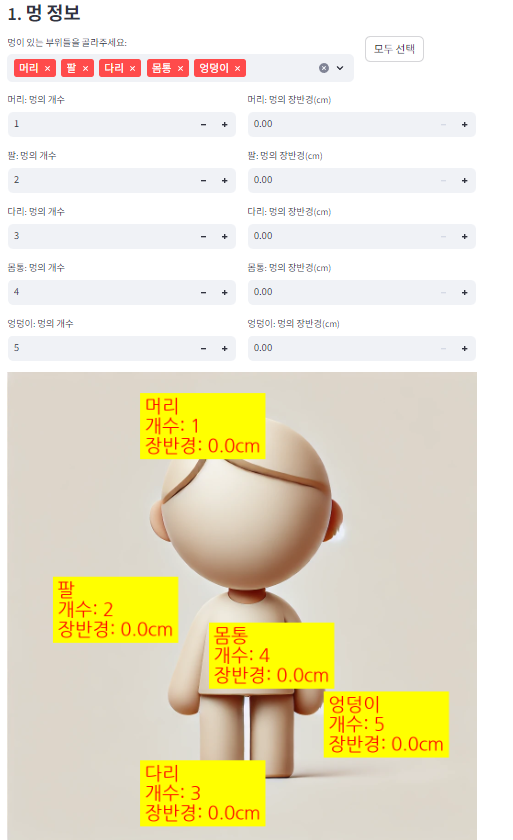 1. 멍 정보
멍이 있는 부위들을 골라주세요:
머리 × 팔 × 다리 × 몸통 × 엉덩이 ×
모두 선택
머리: 멍의 개수 머리: 멍의 장반경(cm)
1 − + 0.00 − +
팔: 멍의 개수 팔: 멍의 장반경(cm)
2 − + 0.00 − +
다리: 멍의 개수 다리: 멍의 장반경(cm)
3 − + 0.00 − +
몸통: 멍의 개수 몸통: 멍의 장반경(cm)
4 − + 0.00 − +
엉덩이: 멍의 개수 엉덩이: 멍의 장반경(cm)
5 − + 0.00 − +
머리
개수: 1
장반경: 0.0cm
팔
개수: 2
장반경: 0.0cm
몸통
개수: 4
장반경: 0.0cm
엉덩이
개수: 5
장반경: 0.0cm
다리
개수: 3
장반경: 0.0cm